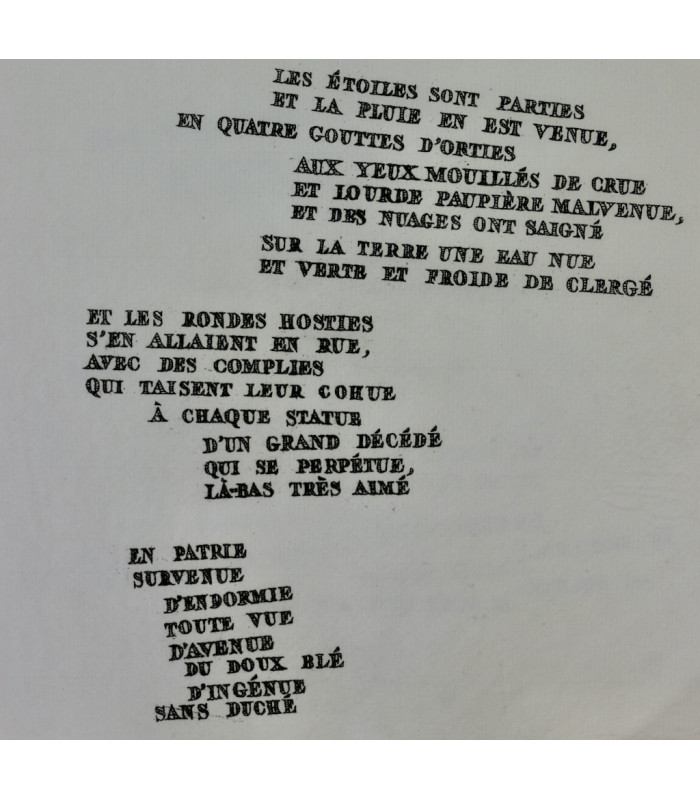 LES ÉTOILES SONT PARTIES
ET LA PLUIE EN EST VENUE,
EN QUATRE GOUTTES D'ORTIES
AUX YEUX MOUILLÉS DE CRUE
ET LOURDE PAUPIÈRE MALVENUE,
ET DES NUAGES ONT SAIGNÉ
SUR LA TERRE UNE EAU NUE
ET VERTE ET FROIDE DE CLERGÉ
ET LES RONDES HOSTIES
S'EN ALLAIENT EN RUE,
AVEC DES COMPLIES
QUI TAISENT LEUR COHUE
À CHAQUE STATUE
D'UN GRAND DÉCÉDÉ
QUI SE PERPÉTUE,
LÀ-BAS TRÈS AIMÉ
EN PATRIE
SURVENUE
D'ENDORMIE
TOUTE VUE
D'AVENUE
DU DOUX BLÉ
D'INGÉNUE
SANS DUCHÉ